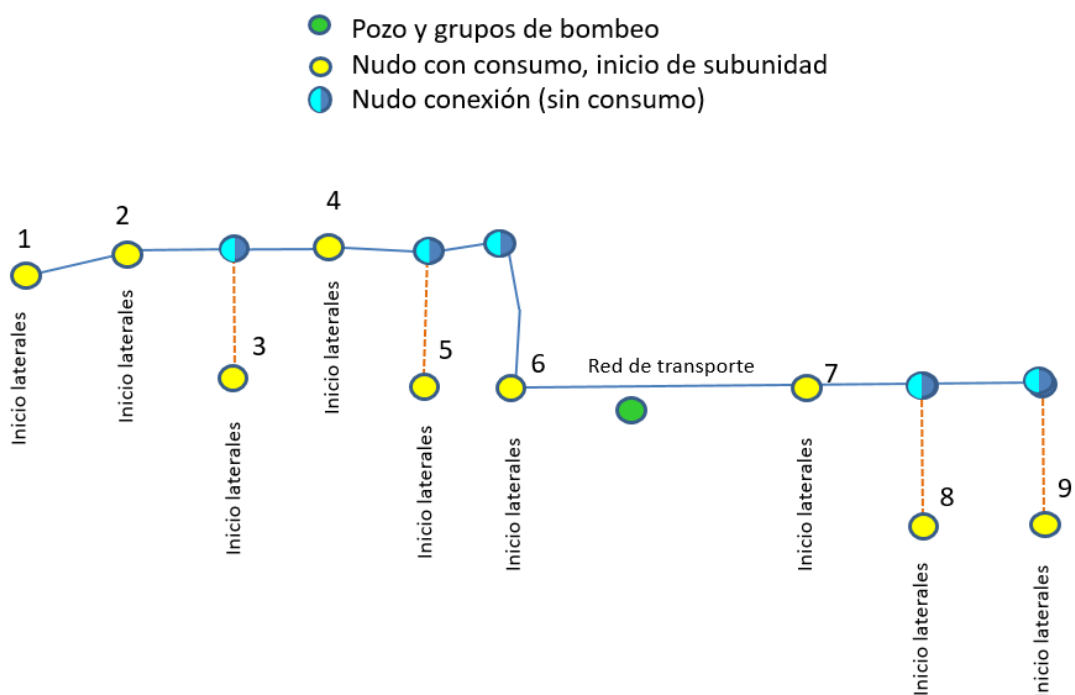 Pozo y grupos de bombeo
Nudo con consumo, inicio de subunidad
Nudo conexión (sin consumo)
1
2
4
3
5
6
Red de transporte
7
8
9
Inicio laterales
Inicio laterales
Inicio laterales
Inicio laterales
Inicio laterales
Inicio laterales
Inicio laterales
Inicio laterales
Inicio laterales